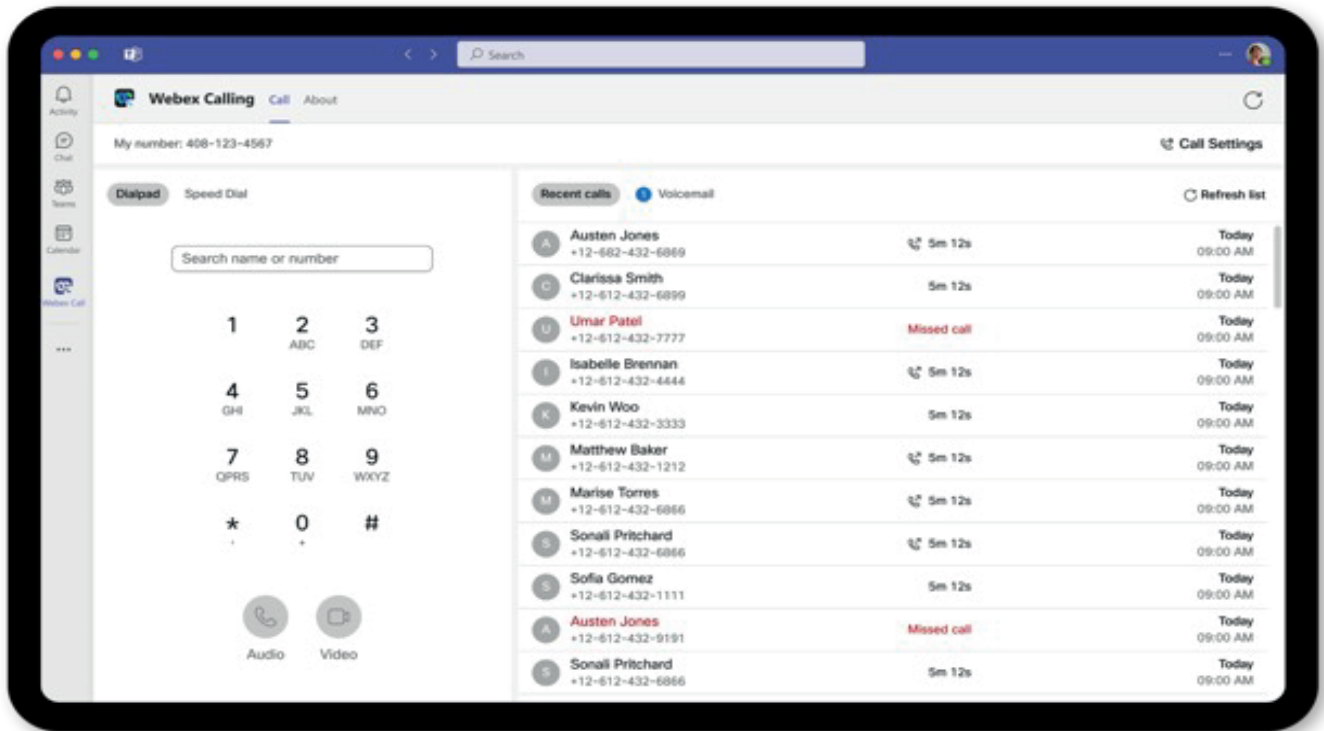 Search
Activity
Chat
Teams
Calendar
Webex Call
Webex Calling Call About
My number: 408-123-4567
Call Settings
Dialpad Speed Dial
Search name or number
1 2 3
ABC DEF
4 5 6
GHI JKL MNO
7 8 9
QPRS TUV WXYZ
* 0 #
+
Audio Video
Recent calls 1 Voicemail Refresh list
A Austen Jones 5m 12s Today
+12-682-432-6869 09:00 AM
C Clarissa Smith 5m 12s Today
+12-612-432-6899 09:00 AM
U Umar Patel Missed call Today
+12-612-432-7777 09:00 AM
I Isabelle Brennan 5m 12s Today
+12-612-432-4444 09:00 AM
K Kevin Woo 5m 12s Today
+12-612-432-3333 09:00 AM
M Matthew Baker 5m 12s Today
+12-612-432-1212 09:00 AM
M Marise Torres 5m 12s Today
+12-612-432-6866 09:00 AM
S Sonali Pritchard 5m 12s Today
+12-612-432-6866 09:00 AM
S Sofia Gomez 5m 12s Today
+12-612-432-1111 09:00 AM
A Austen Jones Missed call Today
+12-612-432-9191 09:00 AM
S Sonali Pritchard 5m 12s Today
+12-612-432-6866 09:00 AM